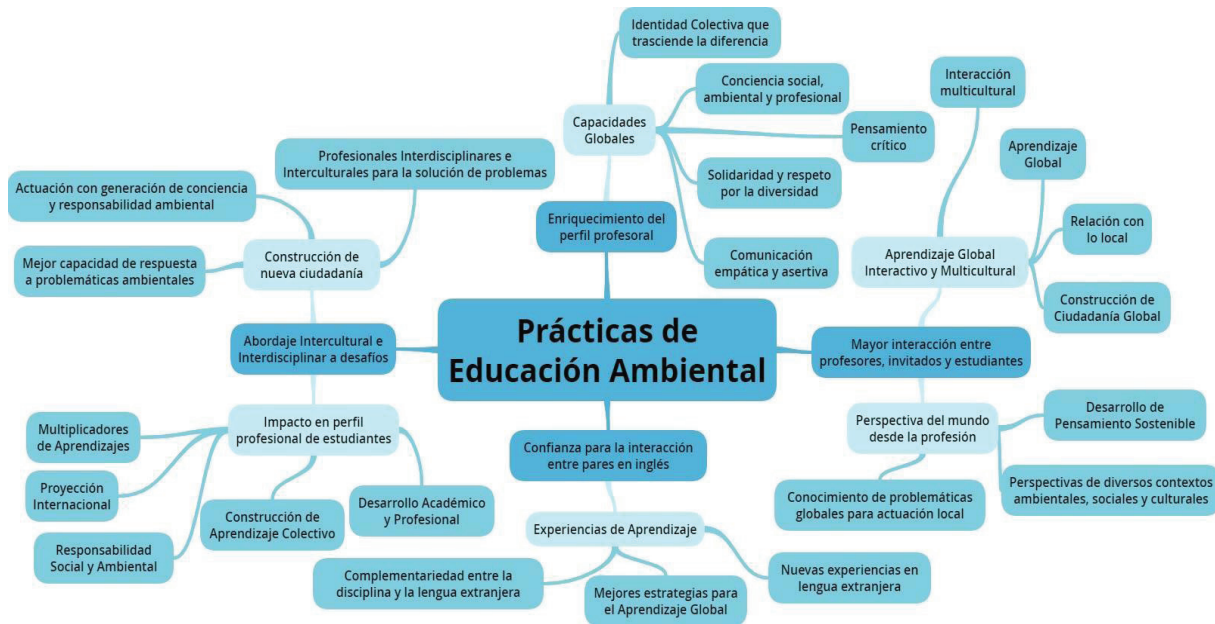 Identidad Colectiva que
trasciende la diferencia
Conciencia social,
ambiental y profesional
Interacción
multicultural
Capacidades
Globales
Pensamiento
crítico
Aprendizaje
Global
Profesionales Interdisciplinares e
Interculturales para la solución de problemas
Solidaridad y respeto
por la diversidad
Actuación con generación de conciencia
y responsabilidad ambiental
Enriquecimiento del
perfil profesoral
Relación con
lo local
Construcción de
nueva ciudadanía
Comunicación
empática y asertiva
Aprendizaje Global
Interactivo y Multicultural
Mejor capacidad de respuesta
a problemáticas ambientales
Construcción de
Ciudadanía Global
Abordaje Intercultural e
Interdisciplinar a desafíos
Prácticas de
Educación Ambiental
Mayor interacción entre
profesores, invitados y estudiantes
Multiplicadores
de Aprendizajes
Impacto en perfil
profesional de estudiantes
Confianza para la interacción
entre pares en inglés
Perspectiva del mundo
desde la profesión
Desarrollo de
Pensamiento Sostenible
Proyección
Internacional
Construcción de
Aprendizaje Colectivo
Desarrollo Académico
y Profesional
Conocimiento de problemáticas
globales para actuación local
Perspectivas de diversos contextos
ambientales, sociales y culturales
Responsabilidad
Social y Ambiental
Experiencias de Aprendizaje
Complementariedad entre la
disciplina y la lengua extranjera
Mejores estrategias para
el Aprendizaje Global
Nuevas experiencias en
lengua extranjera